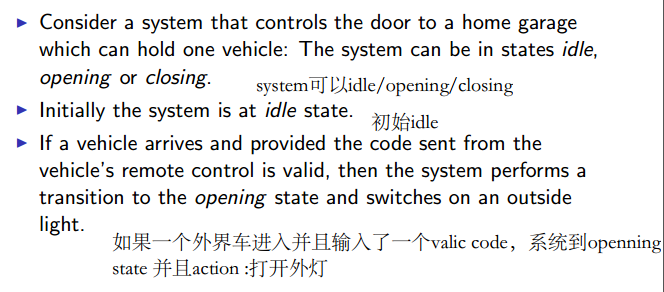 Consider a system that controls the door to a home garage
which can hold one vehicle: The system can be in states idle,
opening or closing.
system可以idle/opening/closing
Initially the system is at idle state.
初始idle
If a vehicle arrives and provided the code sent from the
vehicle's remote control is valid, then the system performs a
transition to the opening state and switches on an outside
light.
如果一个外界车进入并且输入了一个valic code，系统到openning
state 并且action :打开外灯